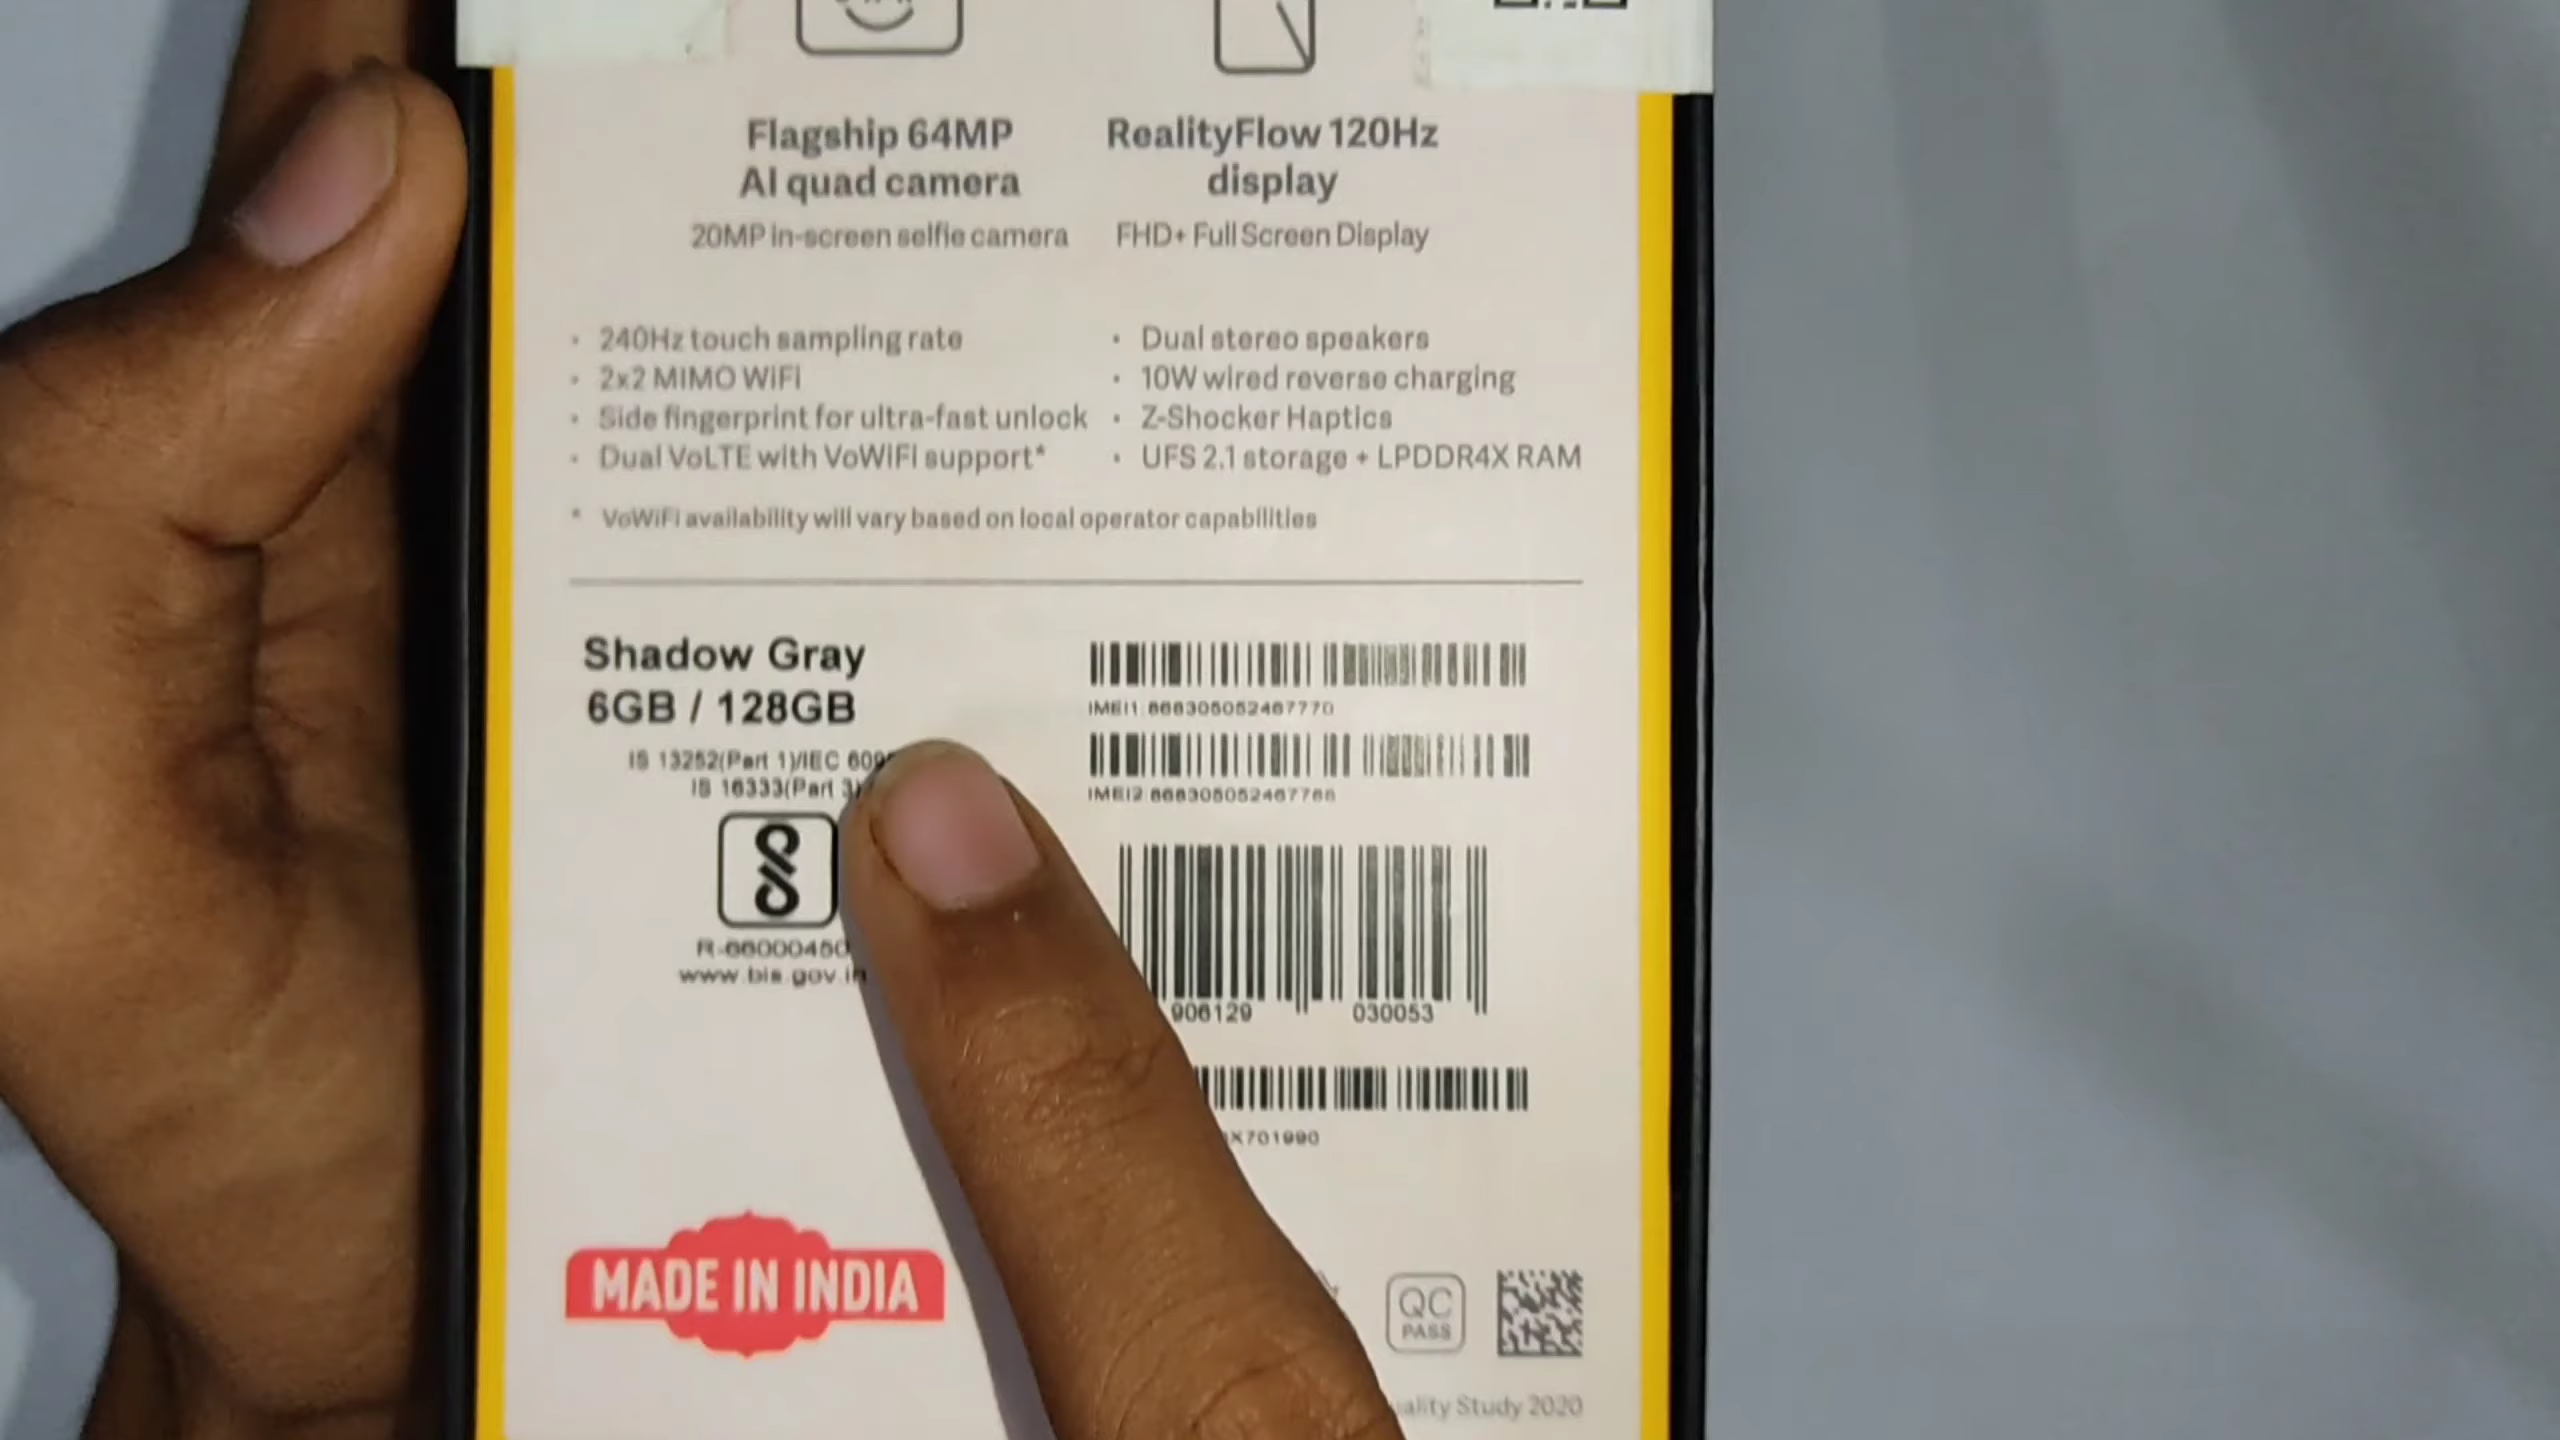 Flagship 64MP
AI quad camera
20MP in-screen selfie camera
RealityFlow 120Hz
display
FHD+ Full Screen Display
• 240Hz touch sampling rate
• 2x2 MIMO WiFi
• Side fingerprint for ultra-fast unlock
• Dual VoLTE with VoWiFi support*
• Dual stereo speakers
• 10W wired reverse charging
• Z-Shocker Haptics
• UFS 2.1 storage + LPDDR4X RAM
* VoWiFi availability will vary based on local operator capabilities
Shadow Gray
6GB / 128GB
IS 13252(Part 1)/IEC
IS 16333(Part 3)
www.bis.gov.in
IMEI1
IMEI2
906129 030053
X701990
MADE IN INDIA
QC
PASS
Study 2020